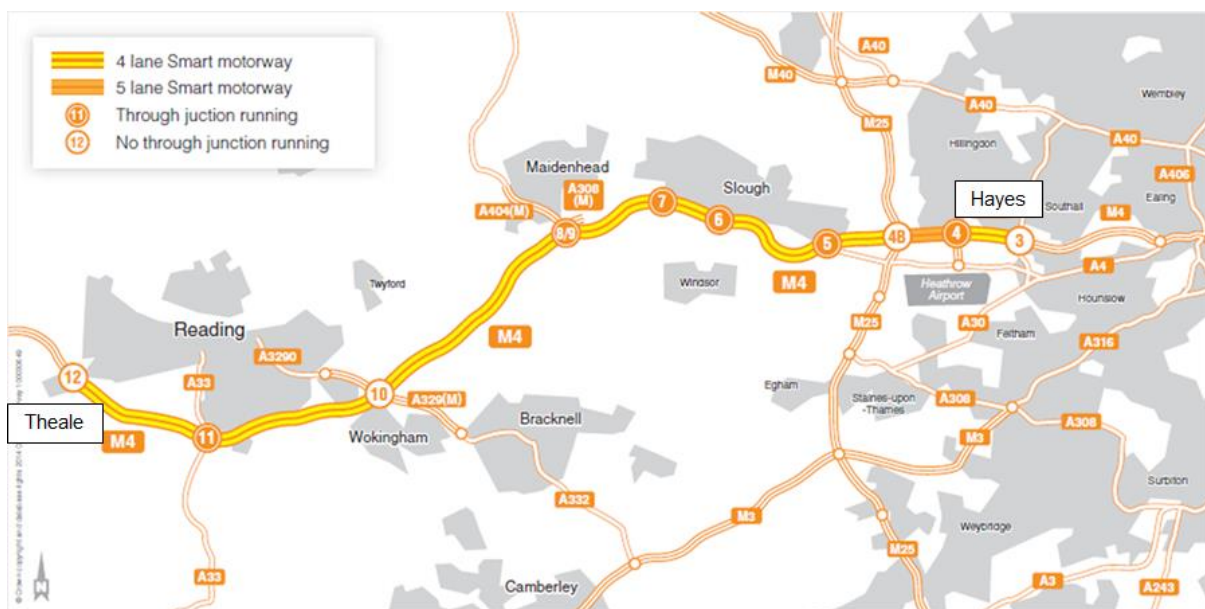 4 lane Smart motorway
5 lane Smart motorway
11 Through juction running
12 No through junction running
A40
M40
A40
Wembley
M25
Hillingdon
A40
A406
Maidenhead
A308
(M)
A404(M)
7
Slough
6
Hayes
Southall
M4
Ealing
8/9
5
4B
4
3
A4
Twyford
Windsor
M4
Heathrow
Airport
Hounslow
Reading
M4
M25
A30
Feltham
A316
A3290
12
A33
10
A329(M)
Egham
Staines-upon
-Thames
A308
Theale
M4
11
Wokingham
Bracknell
M3
A308
A332
Surbiton
M3
Weybridge
M25
A33
Camberley
A3
A243
N